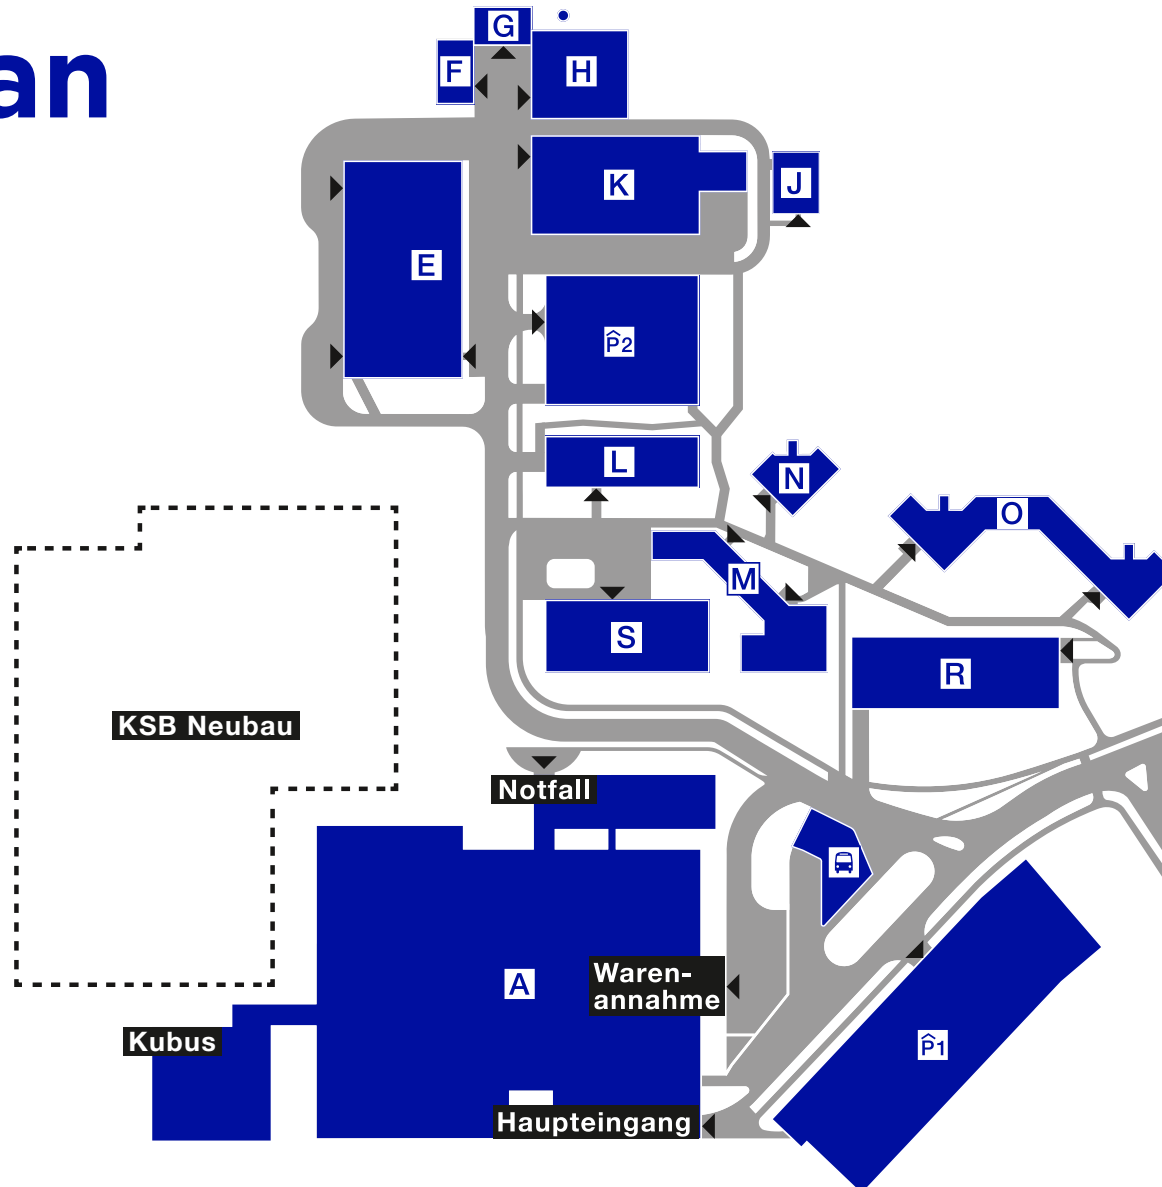 an
G
F
H
K
J
E
P2
L
N
O
M
S
R
KSB Neubau
Notfall
A
Waren-
annahme
P1
Kubus
Haupteingang